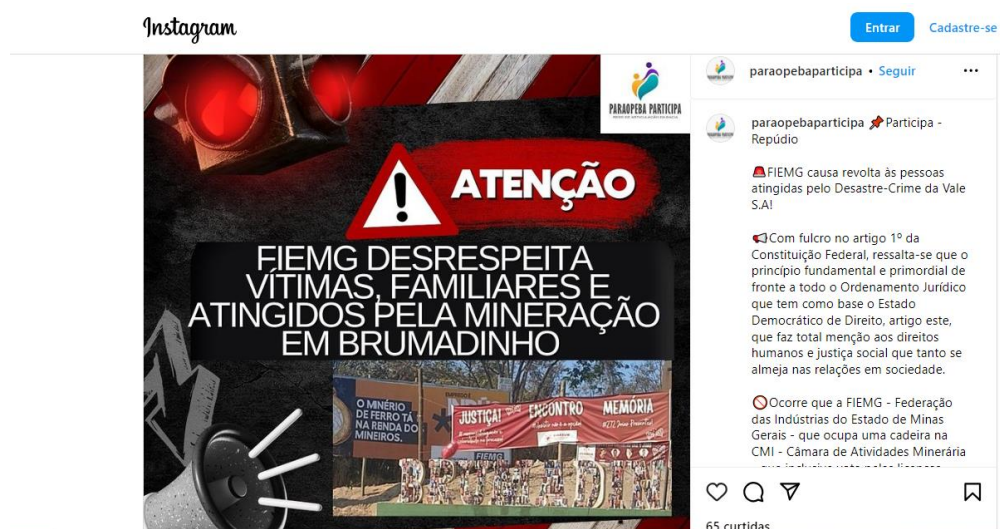 Instagram
Entrar
Cadastre-se
PARAOPEBA PARTICIPA
ATENÇÃO
FIEMG DESRESPEITA
VÍTIMAS, FAMILIARES E
ATINGIDOS PELA MINERAÇÃO
EM BRUMADINHO
O MINÉRIO
DE FERRO TÁ
NA RENDA DO
MINEIROS.
FIEMG
JUSTIÇA!
ENCONTRO
MEMÓRIA
paraopebaparticipa • Seguir
paraopebaparticipa 📌Participa -
Repúdio
🚨FIEMG causa revolta às pessoas
atingidas pelo Desastre-Crime da Vale
S.A!
📢Com fulcro no artigo 1º da
Constituição Federal, ressalta-se que o
princípio fundamental e primordial de
fronte a todo o Ordenamento Jurídico
que tem como base o Estado
Democrático de Direito, artigo este,
que faz total menção aos direitos
humanos e justiça social que tanto se
almeja nas relações em sociedade.
🚫Ocorre que a FIEMG - Federação
das Indústrias do Estado de Minas
Gerais - que ocupa uma cadeira na
CMI - Câmara de Atividades Minerária
65 curtidas